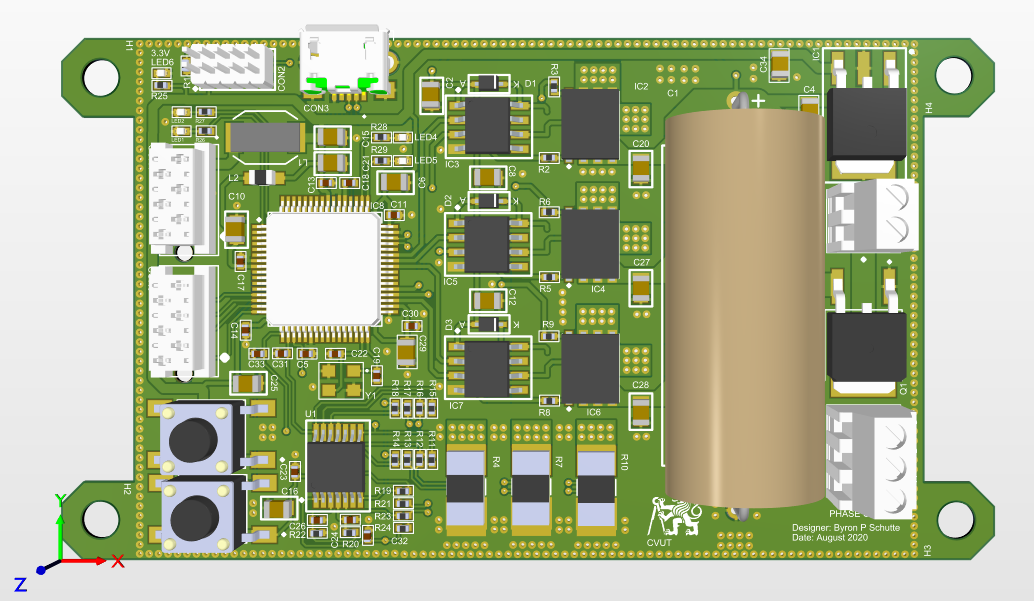 H1
3.3V
LED6
R25
CON2
CON3
C2
A
K
D1
R3
IC2
C1
+
C34
IC1
C4
H4
LED2
R27
LED1
R26
L1
C15
R28
LED4
R29
LED5
C21
IC3
R2
C20
L2
C13
C18
C6
C8
C10
IC8
C11
D2
A
K
R6
C17
IC5
R5
IC4
C27
C12
C14
C30
D3
A
K
R9
C29
C33
C31
C5
C22
C19
C25
Y1
IC7
R8
IC6
C28
Q1
R18
R17
R16
R15
U1
R14
R13
R12
R11
R4
R7
R10
C23
H2
C16
R19
R21
R23
R24
C26
R22
C24
R20
C32
CVUT
PHASE
Designer: Byron P Schutte
Date: August 2020
H3
Y
X
Z